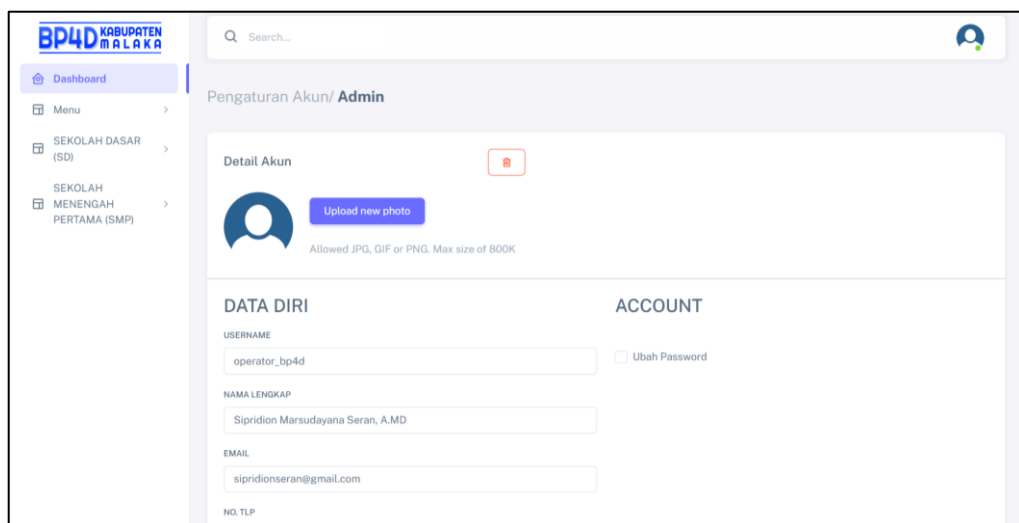 BP4D KABUPATEN MALAKA
Dashboard
Menu
SEKOLAH DASAR
(SD)
SEKOLAH
MENENGAH
PERTAMA (SMP)
Search...
Pengaturan Akun/ Admin
Detail Akun
Upload new photo
Allowed JPG, GIF or PNG. Max size of 800K
DATA DIRI
USERNAME
operator_bp4d
NAMA LENGKAP
Sipridion Marsudayana Seran, A.MD
EMAIL
sipridionseran@gmail.com
NO. TLP
ACCOUNT
Ubah Password